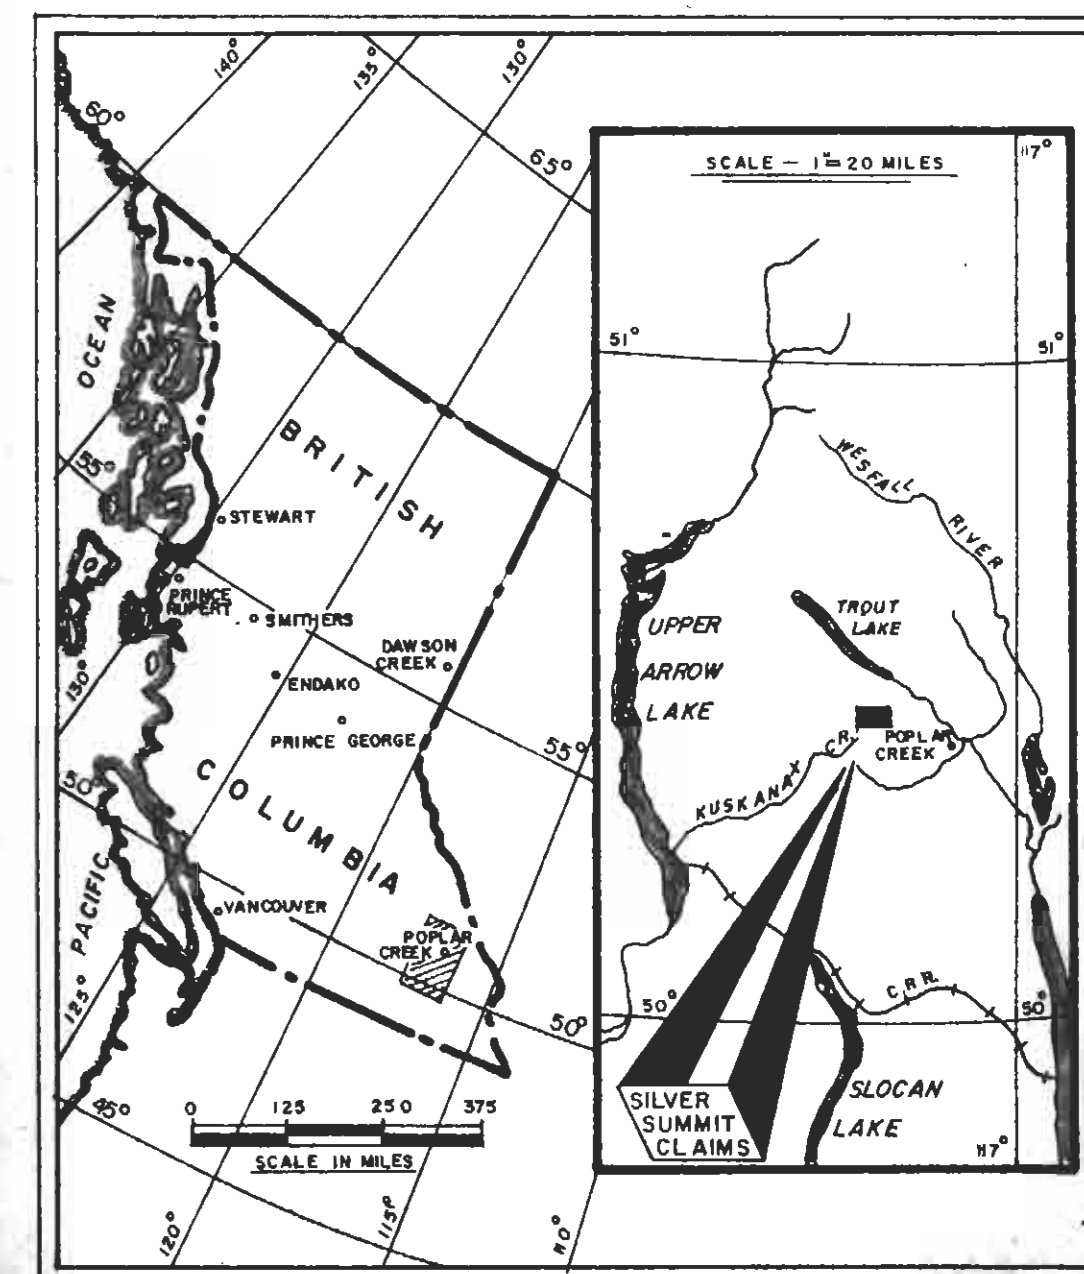 140°
135°
130°
60°
65°
OCEAN
BRITISH
55°
STEWART
PRINCE
RUPERT
SMITHERS
DAWSON
CREEK
ENDAKO
130°
PRINCE GEORGE
55°
COLUMBIA
50°
PACIFIC
VANCOUVER
POPLAR
CREEK
125°
50°
45°
0 125 250 375
SCALE IN MILES
120°
115°
110°
SCALE - 1"= 20 MILES
117°
51°
51°
WESFALL
RIVER
TROUT
LAKE
UPPER
ARROW
LAKE
POPLAR
CREEK
KUSKANAX CR.
C.R.R.
50°
50°
SILVER
SUMMIT
CLAIMS
SLOCAN
LAKE
117°